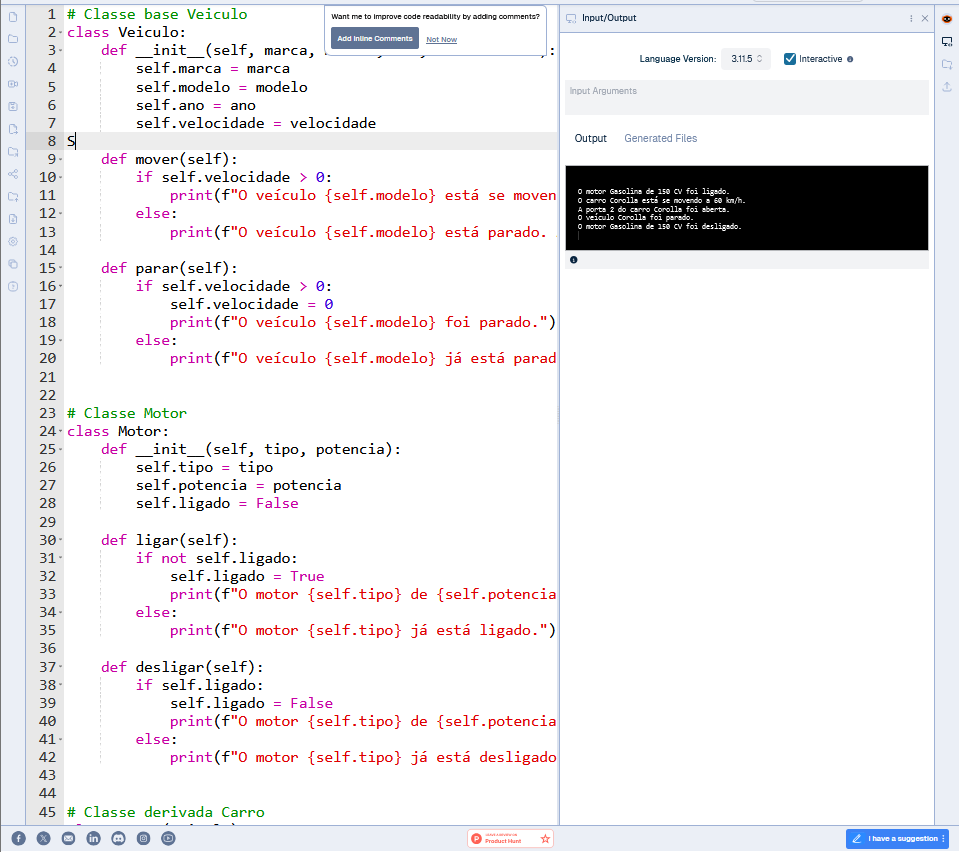 1 # Classe base Veiculo
2 class Veiculo:
3 def __init__(self, marca,
4 self.marca = marca
5 self.modelo = modelo
6 self.ano = ano
7 self.velocidade = velocidade
8 S
9 def mover(self):
10 if self.velocidade > 0:
11 print(f"O veículo {self.modelo} está se moven
12 else:
13 print(f"O veículo {self.modelo} está parado.
14
15 def parar(self):
16 if self.velocidade > 0:
17 self.velocidade = 0
18 print(f"O veículo {self.modelo} foi parado.")
19 else:
20 print(f"O veículo {self.modelo} já está parad
21
22
23 # Classe Motor
24 class Motor:
25 def __init__(self, tipo, potencia):
26 self.tipo = tipo
27 self.potencia = potencia
28 self.ligado = False
29
30 def ligar(self):
31 if not self.ligado:
32 self.ligado = True
33 print(f"O motor {self.tipo} de {self.potencia
34 else:
35 print(f"O motor {self.tipo} já está ligado.")
36
37 def desligar(self):
38 if self.ligado:
39 self.ligado = False
40 print(f"O motor {self.tipo} de {self.potencia
41 else:
42 print(f"O motor {self.tipo} já está desligado
43
44
45 # Classe derivada Carro
Want me to improve code readability by adding comments?
Add Inline Comments Not Now
Input/Output
Language Version: 3.11.5 Interactive
Input Arguments
Output Generated Files
O motor Gasolina de 150 CV foi ligado.
O carro Corolla está se movendo a 60 km/h.
A porta 2 do carro Corolla foi aberta.
O veículo Corolla foi parado.
O motor Gasolina de 150 CV foi desligado.
Product Hunt
I have a suggestion